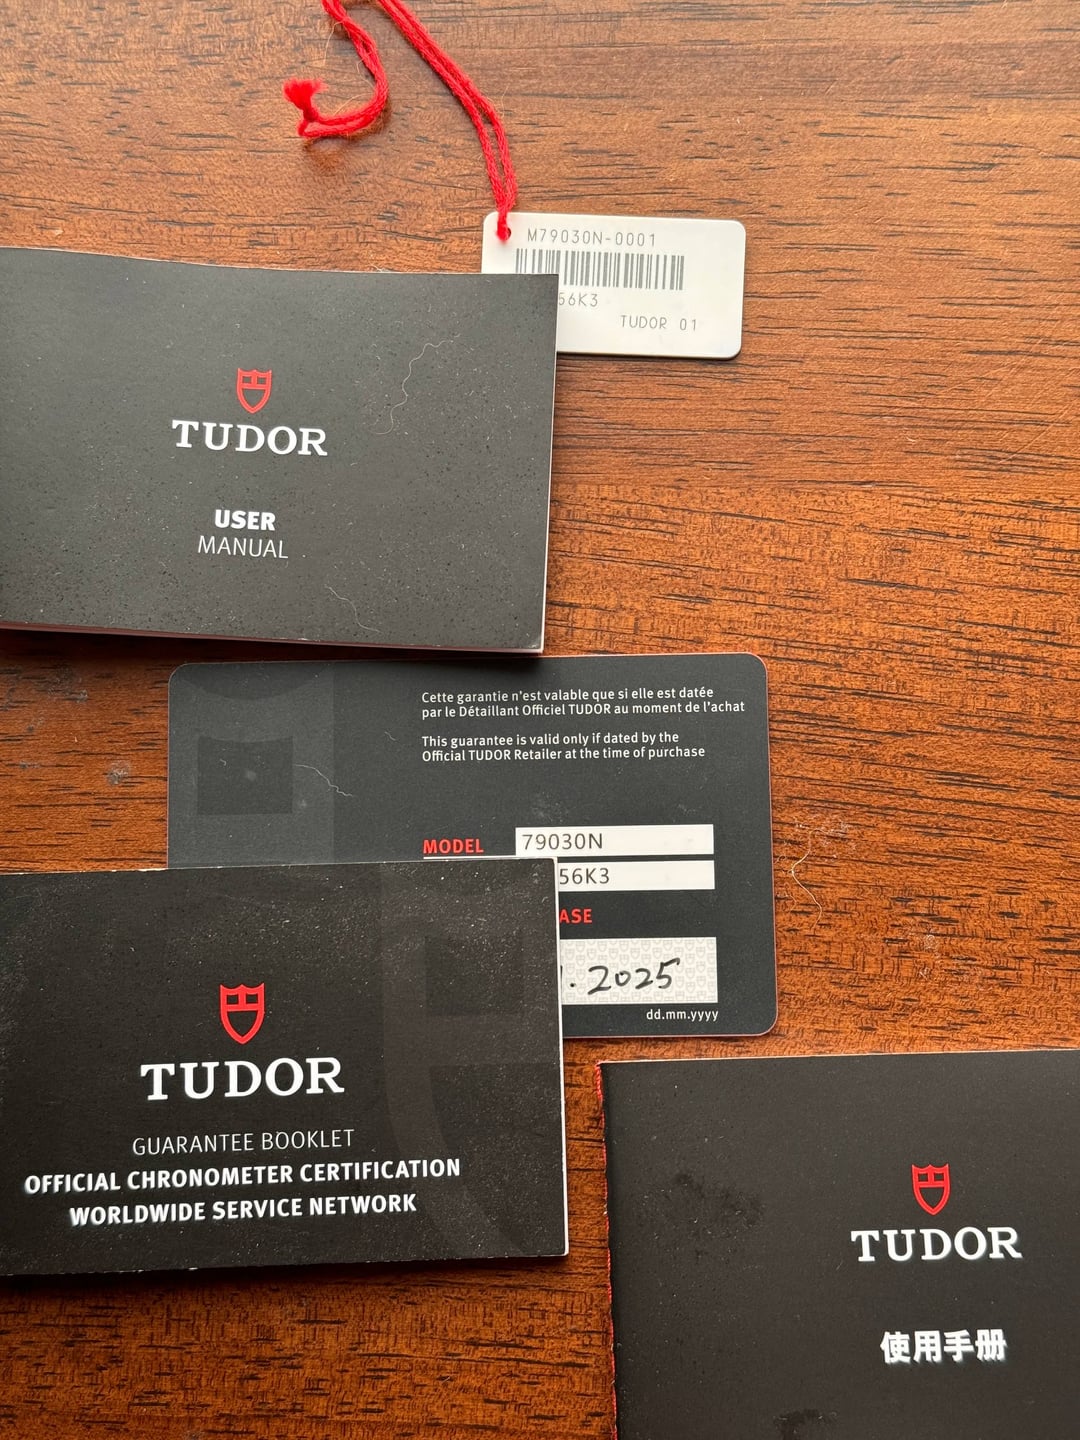 M79030N-0001
56K3
TUDOR 01
TUDOR
USER
MANUAL
Cette garantie n'est valable que si elle est datée
par le Détaillant Officiel TUDOR au moment de l'achat
This guarantee is valid only if dated by the
Official TUDOR Retailer at the time of purchase
MODEL 79030N
56K3
ASE
. 2025
dd.mm.yyyy
TUDOR
GUARANTEE BOOKLET
OFFICIAL CHRONOMETER CERTIFICATION
WORLDWIDE SERVICE NETWORK
TUDOR
使用手册